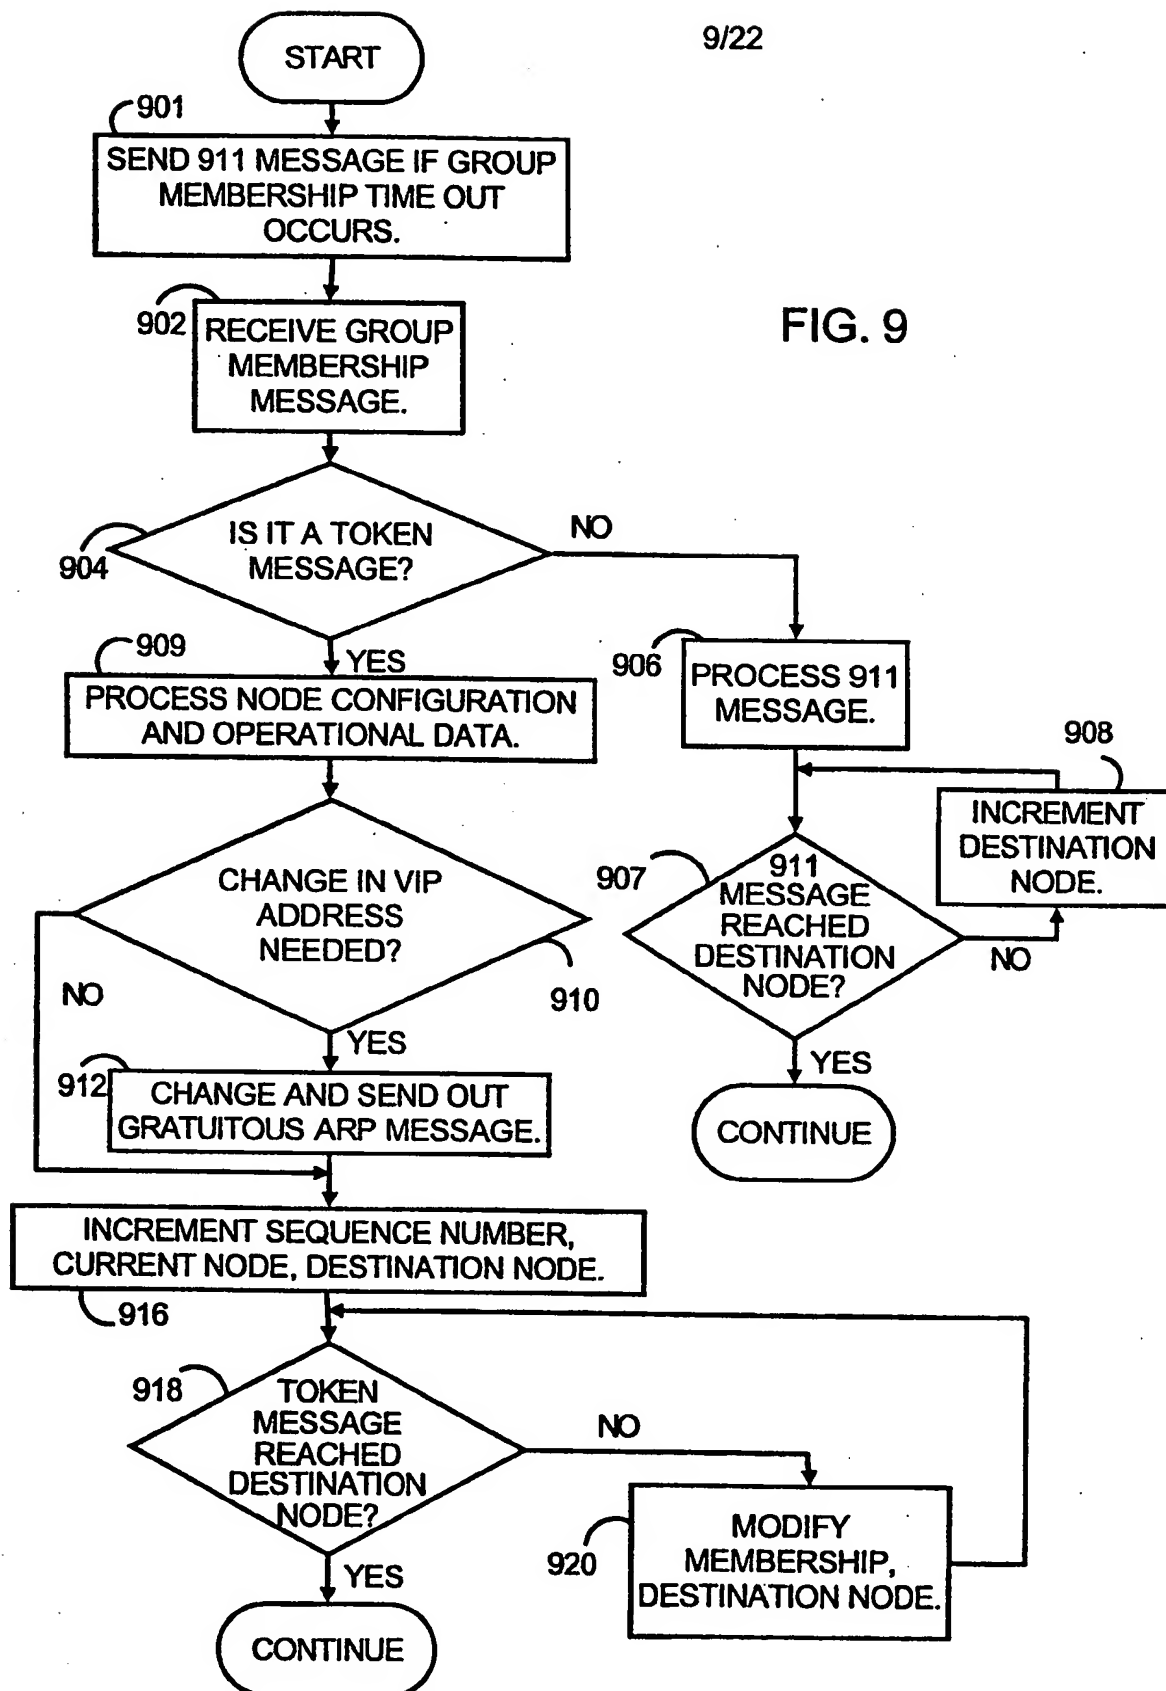 9/22
START
901
SEND 911 MESSAGE IF GROUP
MEMBERSHIP TIME OUT
OCCURS.
902
RECEIVE GROUP
MEMBERSHIP
MESSAGE.
FIG. 9
904
IS IT A TOKEN
MESSAGE?
NO
YES
909
PROCESS NODE CONFIGURATION
AND OPERATIONAL DATA.
906
PROCESS 911
MESSAGE.
908
INCREMENT
DESTINATION
NODE.
907
911
MESSAGE
REACHED
DESTINATION
NODE?
NO
YES
CONTINUE
CHANGE IN VIP
ADDRESS
NEEDED?
910
NO
YES
912
CHANGE AND SEND OUT
GRATUITOUS ARP MESSAGE.
INCREMENT SEQUENCE NUMBER,
CURRENT NODE, DESTINATION NODE.
916
918
TOKEN
MESSAGE
REACHED
DESTINATION
NODE?
NO
YES
920
MODIFY
MEMBERSHIP,
DESTINATION NODE.
CONTINUE